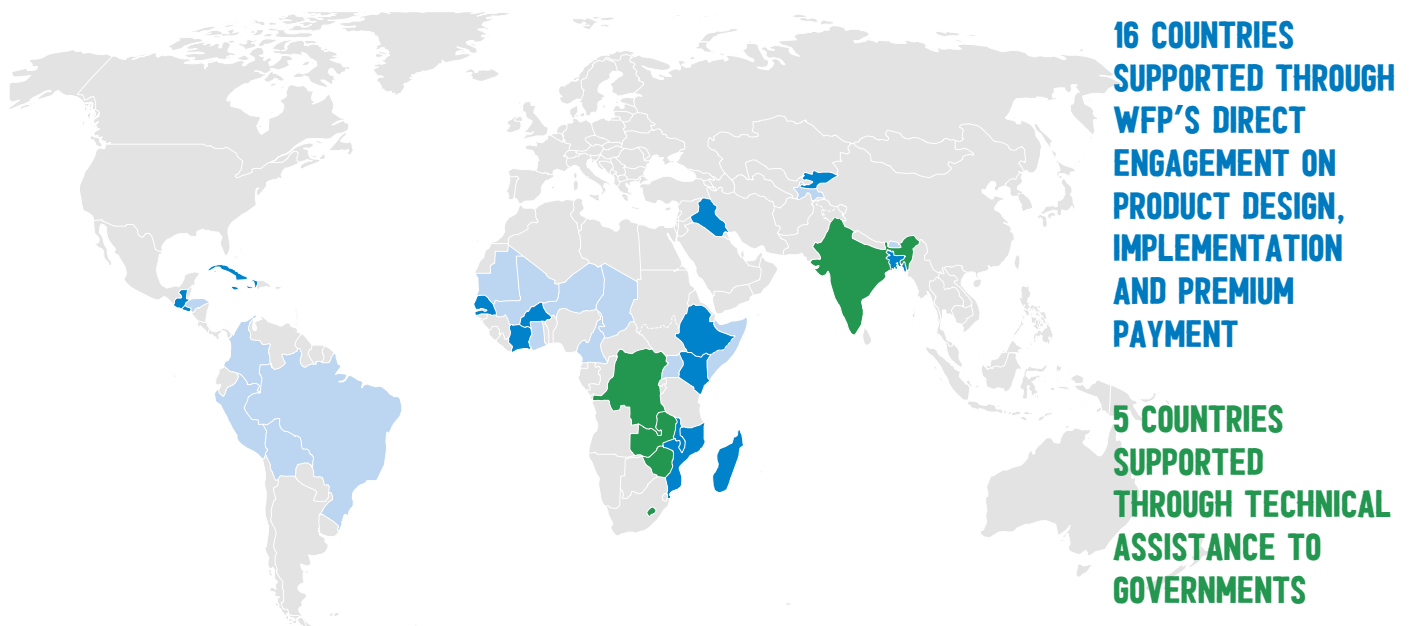 16 COUNTRIES
SUPPORTED THROUGH
WFP'S DIRECT
ENGAGEMENT ON
PRODUCT DESIGN,
IMPLEMENTATION
AND PREMIUM
PAYMENT
5 COUNTRIES
SUPPORTED
THROUGH TECHNICAL
ASSISTANCE TO
GOVERNMENTS